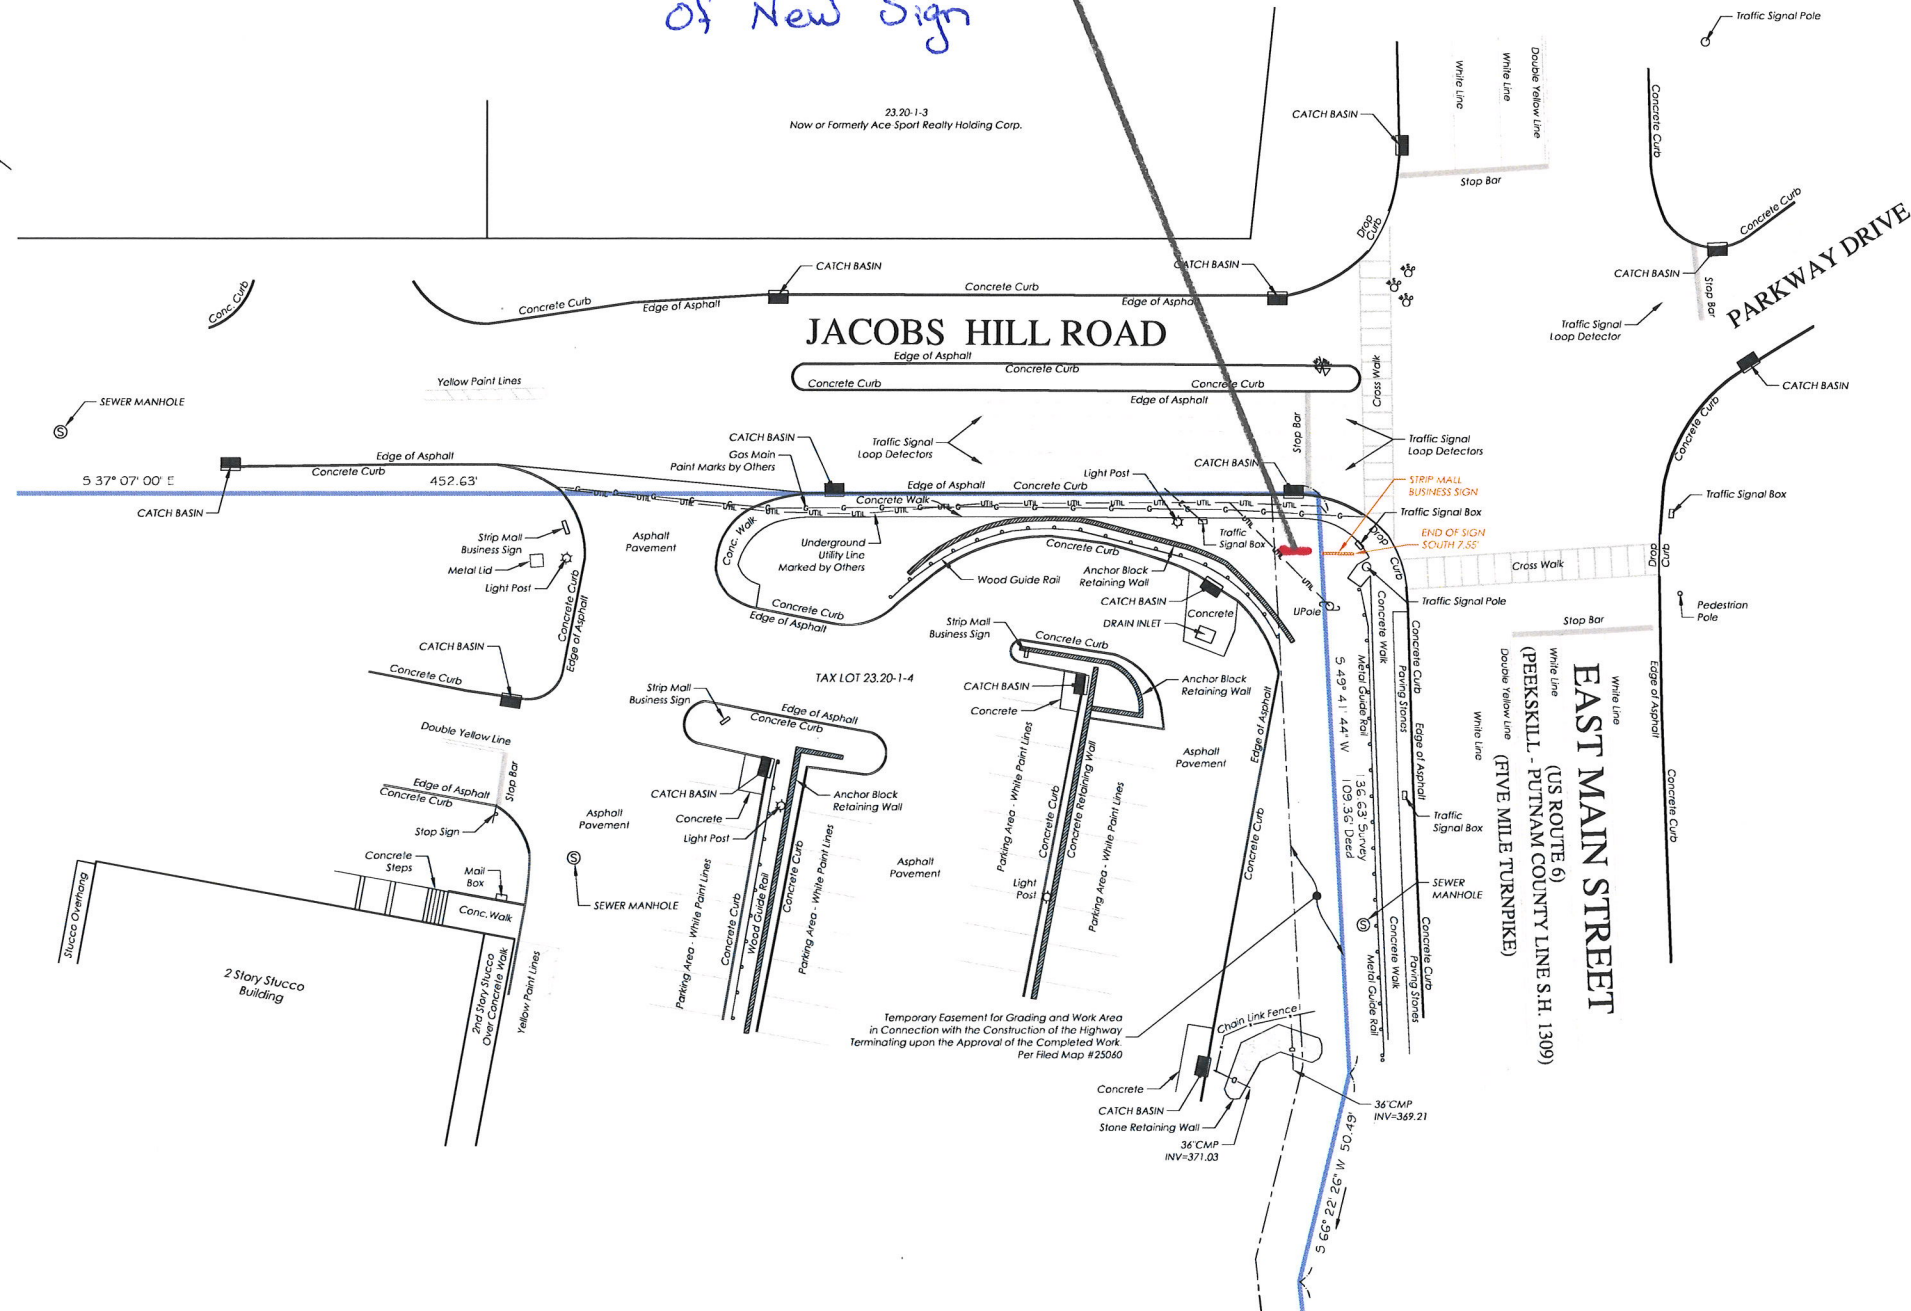 Of New Sign
Traffic Signal Pole
23.20-1-3
Now or Formerly Ace Sport Realty Holding Corp.
CATCH BASIN
White Line
White Line
Double Yellow Line
Stop Bar
Concrete Curb
Concrete Curb
Drop
Curb
PARKWAY DRIVE
CATCH BASIN
Stop Bar
Traffic Signal
Loop Detector
Conc. Curb
CATCH BASIN
Concrete Curb
Edge of Asphalt
Concrete Curb
CATCH BASIN
Edge of Asphalt
JACOBS HILL ROAD
Edge of Asphalt
Concrete Curb
Concrete Curb
Concrete Curb
Edge of Asphalt
Cross Walk
Stop Bar
Yellow Paint Lines
SEWER MANHOLE
S
CATCH BASIN
Concrete Curb
CATCH BASIN
Gas Main
Paint Marks by Others
Traffic Signal
Loop Detectors
Traffic Signal
Loop Detectors
Edge of Asphalt
Concrete Curb
S 37° 07' 00" E
452.63'
CATCH BASIN
Light Post
CATCH BASIN
Edge of Asphalt
Concrete Curb
Concrete Walk
STRIP MALL
BUSINESS SIGN
Traffic Signal Box
END OF SIGN
SOUTH 7.55'
Traffic Signal Box
Strip Mall
Business Sign
Metal Lid
Light Post
Asphalt
Pavement
Conc. Walk
Underground
Utility Line
Marked by Others
Concrete Curb
Wood Guide Rail
Anchor Block
Retaining Wall
Traffic
Signal Box
Drop
Curb
Cross Walk
Drop
Curb
CATCH BASIN
Concrete
DRAIN INLET
UPole
Traffic Signal Pole
Pedestrian
Pole
Stop Bar
Concrete Curb
Edge of Asphalt
Concrete Curb
Edge of Asphalt
CATCH BASIN
Concrete Curb
Strip Mall
Business Sign
Concrete Curb
TAX LOT 23.20-1-4
Strip Mall
Business Sign
Edge of Asphalt
Concrete Curb
CATCH BASIN
Concrete
Anchor Block
Retaining Wall
Double Yellow Line
Stop Bar
Edge of Asphalt
Concrete Curb
Stop Sign
Asphalt
Pavement
CATCH BASIN
Concrete
Light Post
Anchor Block
Retaining Wall
Asphalt
Pavement
Asphalt
Pavement
Edge of Asphalt
Concrete Curb
Parking Area - White Paint Lines
Concrete Curb
Concrete Retaining Wall
Parking Area - White Paint Lines
Light
Post
Parking Area - White Paint Lines
Concrete Curb
Wood Guide Rail
Concrete Curb
Parking Area - White Paint Lines
S 49° 41' 44" W
136.63' Survey
109.36' Deed
Metal Guide Rail
Concrete Walk
Paving Stones
Concrete Curb
Edge of Asphalt
Traffic
Signal Box
SEWER
MANHOLE
S
Metal Guide Rail
Concrete Walk
Paving Stones
Concrete Curb
White Line
Double Yellow Line
White Line
White Line
EAST MAIN STREET
(US ROUTE 6)
(PEEKSKILL - PUTNAM COUNTY LINE S.H. 1309)
(FIVE MILE TURNPIKE)
Edge of Asphalt
Concrete Curb
Concrete
Steps
Mail
Box
Conc. Walk
S
SEWER MANHOLE
Stucco Overhang
2 Story Stucco
Building
2nd Story Stucco
Over Concrete Walk
Yellow Paint Lines
Temporary Easement for Grading and Work Area
in Connection with the Construction of the Highway
Terminating upon the Approval of the Completed Work.
Per Filed Map #25060
Chain Link Fence
Concrete
CATCH BASIN
Stone Retaining Wall
36"CMP
INV=371.03
36"CMP
INV=369.21
S 66° 22' 26" W 50.49'